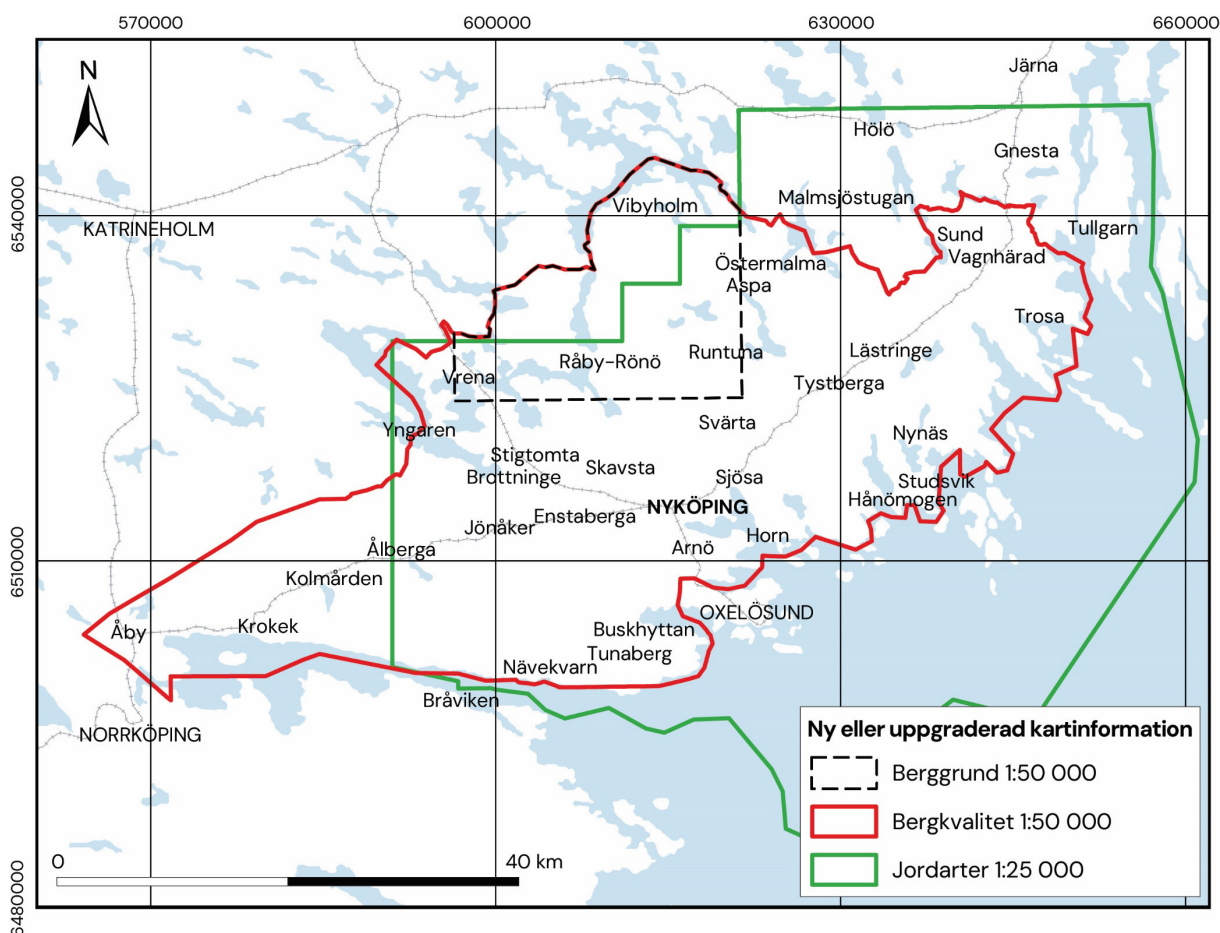 570000
600000
630000
660000
Järna
N
Hölö
Gnesta
6540000
Malmsjöstugan
Vibyholm
KATRINEHOLM
Tullgarn
Sund
Vagnhärad
Östermalma
Aspa
Trosa
Runtuna
Lästringe
Råby-Rönö
Vrena
Tystberga
Svärta
Yngaren
Nynäs
Stigtomta
Skavsta
Brottninge
Sjösa
Studsvik
Hånömogen
NYKÖPING
Enstaberga
Jönåker
Horn
Ålberga
Arnö
6510000
Kolmården
OXELÖSUND
Krokek
Åby
Buskhyttan
Tunaberg
Nävekvarn
Bråviken
NORRKÖPING
Ny eller uppgraderad kartinformation
Berggrund 1:50 000
Bergkvalitet 1:50 000
Jordarter 1:25 000
0
40 km
6480000